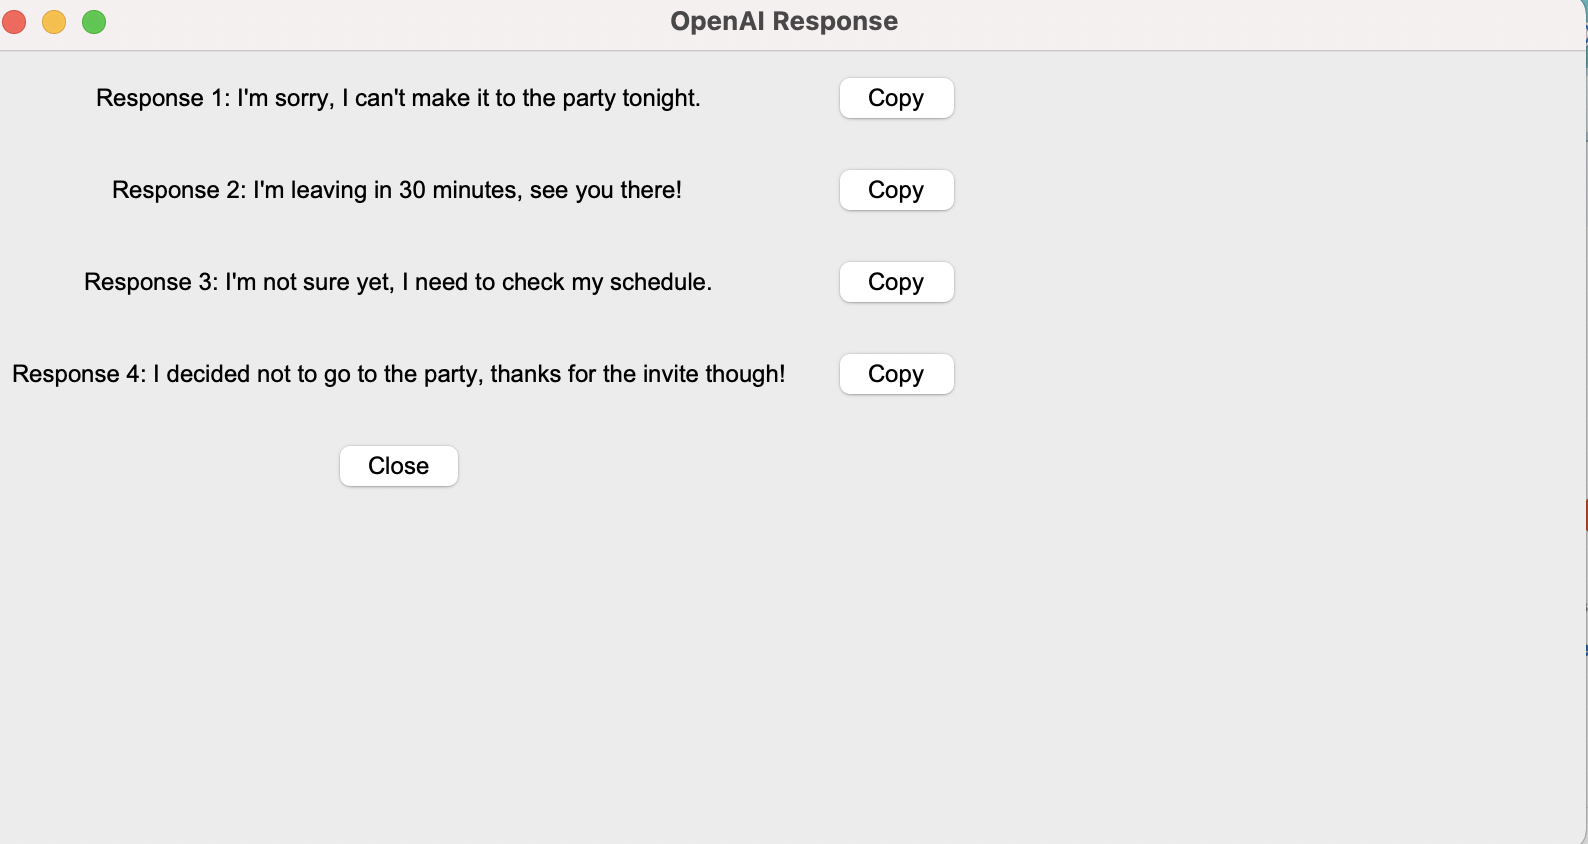 OpenAI Response
Response 1: I'm sorry, I can't make it to the party tonight. Copy
Response 2: I'm leaving in 30 minutes, see you there! Copy
Response 3: I'm not sure yet, I need to check my schedule. Copy
Response 4: I decided not to go to the party, thanks for the invite though! Copy
Close